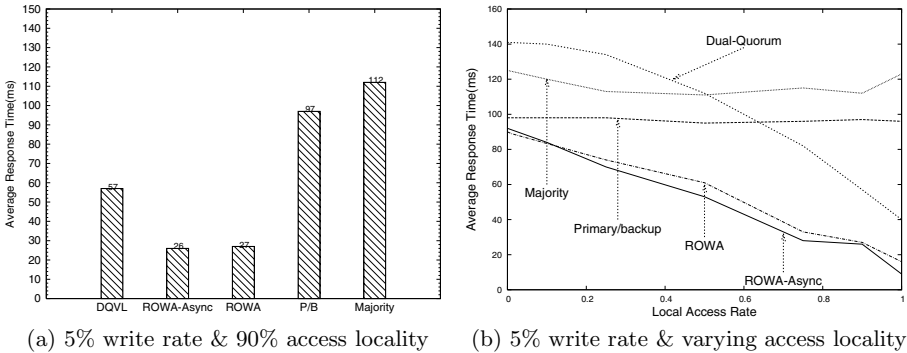 150
140
130
120
110
100
90
80
70
60
50
40
30
20
10
0
Average Response Time(ms)
57
26
27
97
112
DQVL ROWA-Async ROWA P/B Majority
(a) 5% write rate & 90% access locality
160
140
120
100
80
60
40
20
0
Average Response Time(ms)
Dual-Quorum
Majority
Primary/backup
ROWA
ROWA-Async
0 0.2 0.4 0.6 0.8 1
Local Access Rate
(b) 5% write rate & varying access locality